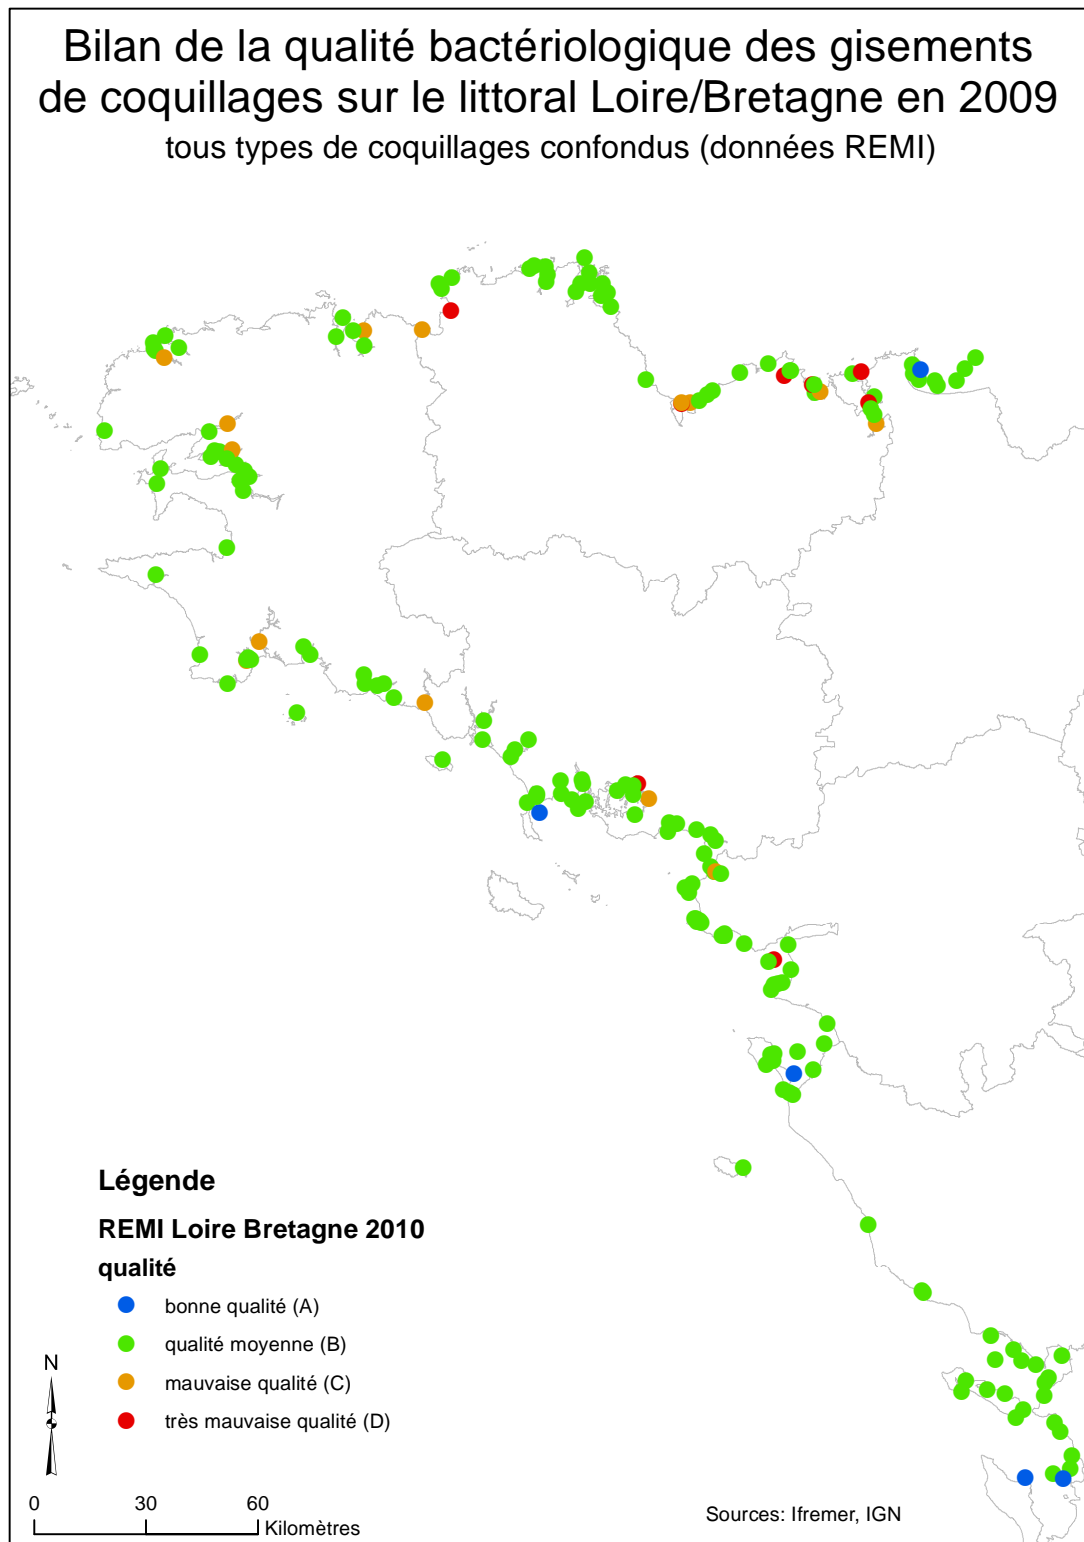 Bilan de la qualité bactériologique des gisements
de coquillages sur le littoral Loire/Bretagne en 2009
tous types de coquillages confondus (données REMI)
Légende
REMI Loire Bretagne 2010
qualité
bonne qualité (A)
qualité moyenne (B)
mauvaise qualité (C)
très mauvaise qualité (D)
N
0 30 60
Kilomètres
Sources: Ifremer, IGN